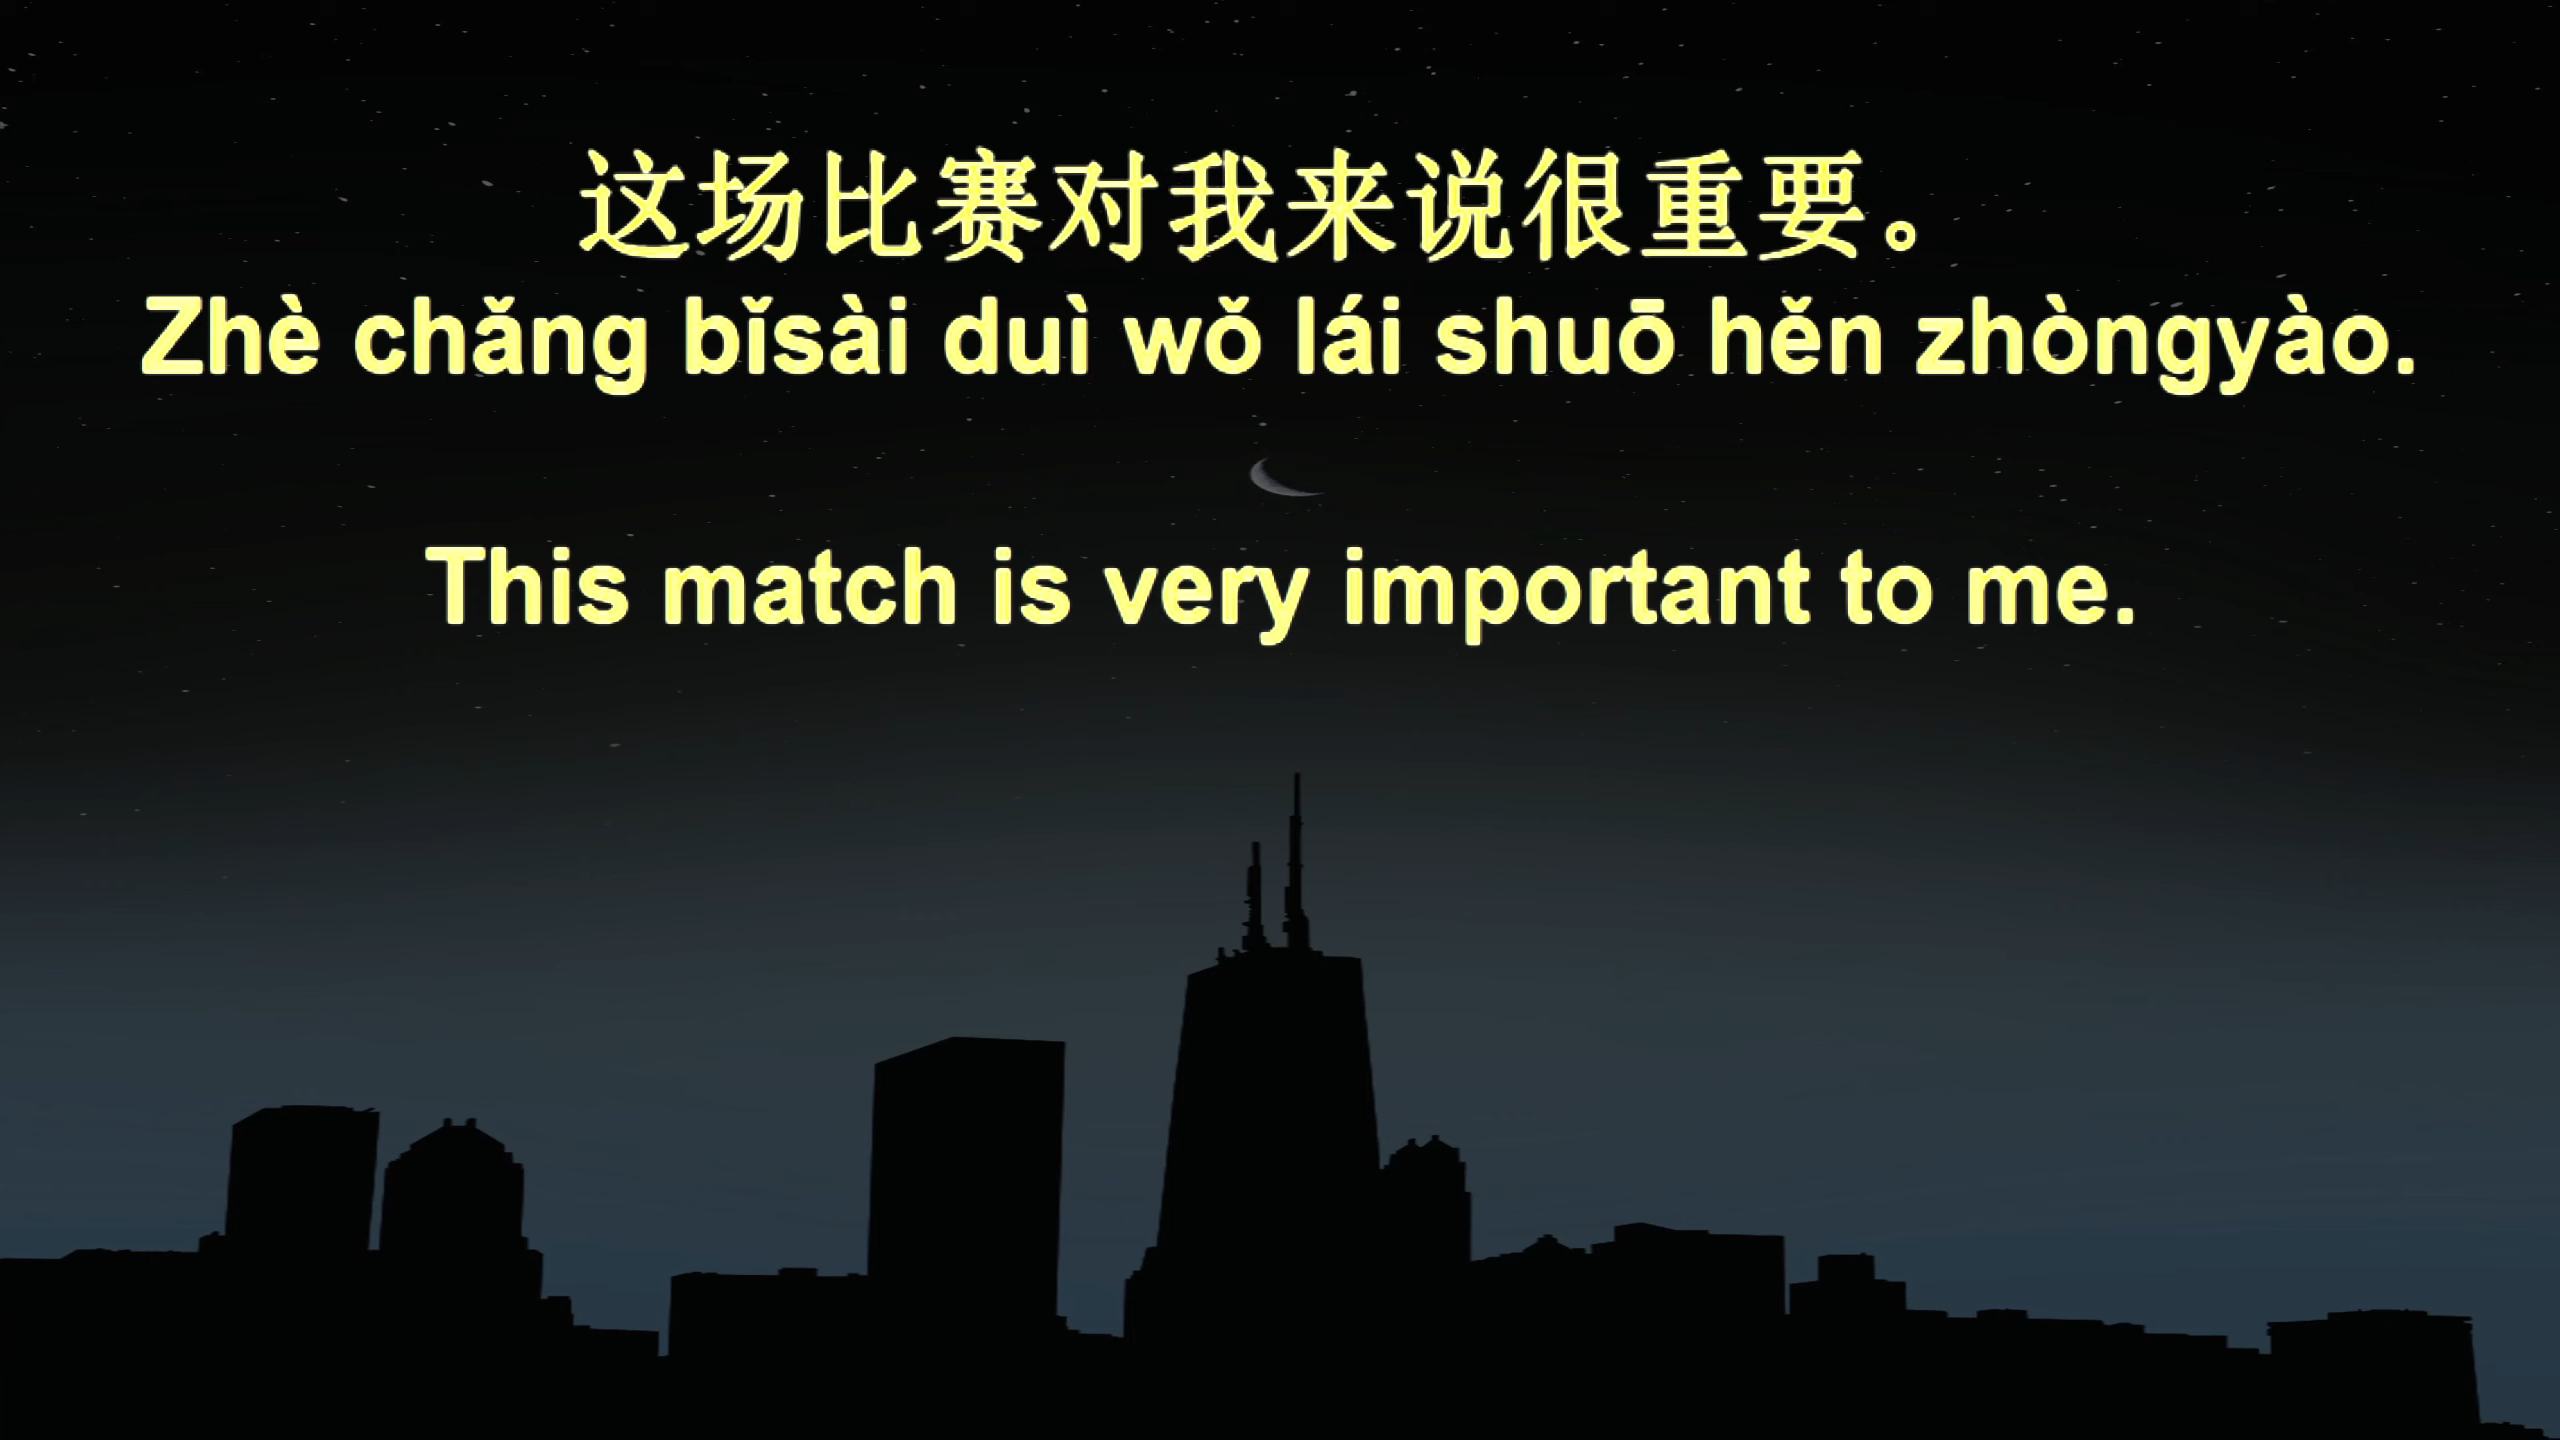 这场比赛对我来说很重要。
Zhè chǎng bǐsài duì wǒ lái shuō hěn zhòngyào.
This match is very important to me.